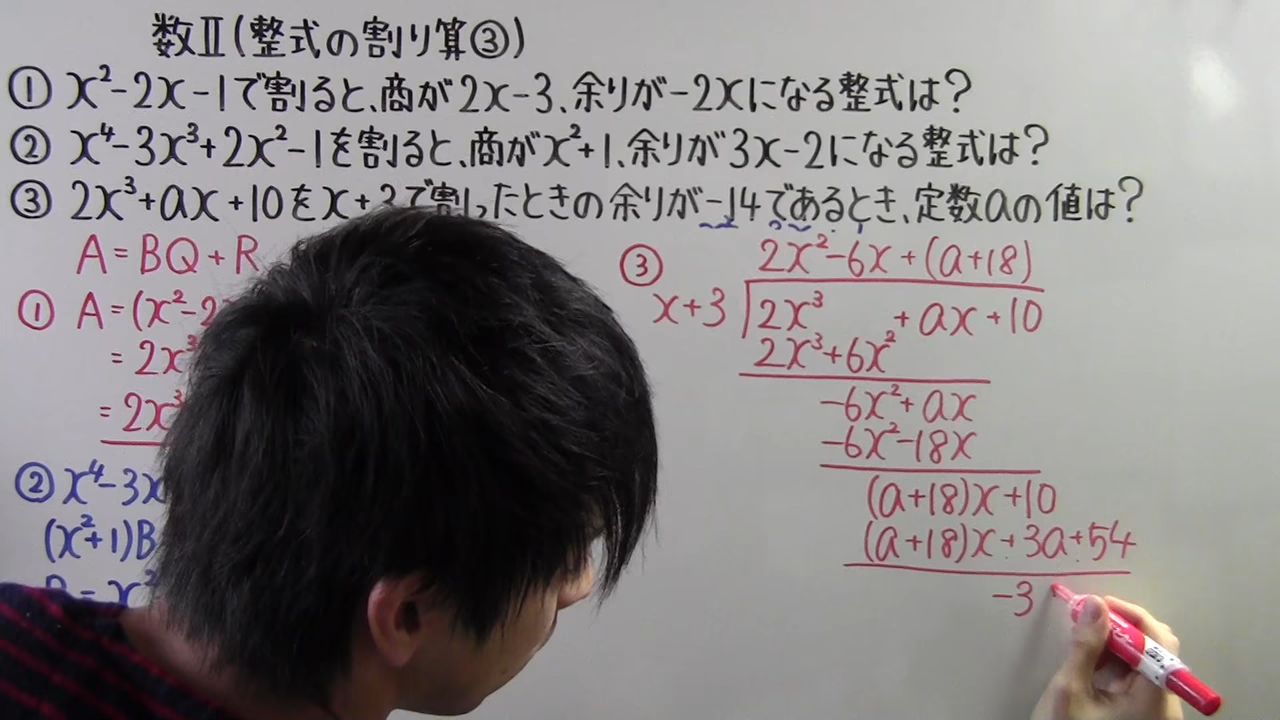 数Ⅱ(整式の割り算③)
① x²-2x-1で割ると、商が2x-3、余りが-2xになる整式は?
② x⁴-3x³+2x²-1を割ると、商がx²+1、余りが3x-2になる整式は?
③ 2x³+ax+10をx+3で割ったときの余りが-14であるとき、定数aの値は?
A=BQ+R
① A=(x²-2
=2x³
=2x³
② x⁴-3x
(x²+1)B
③ 2x²-6x+(a+18)
x+3 2x³ +ax+10
2x³+6x²
-6x²+ax
-6x²-18x
(a+18)x+10
(a+18)x+3a+54
-3